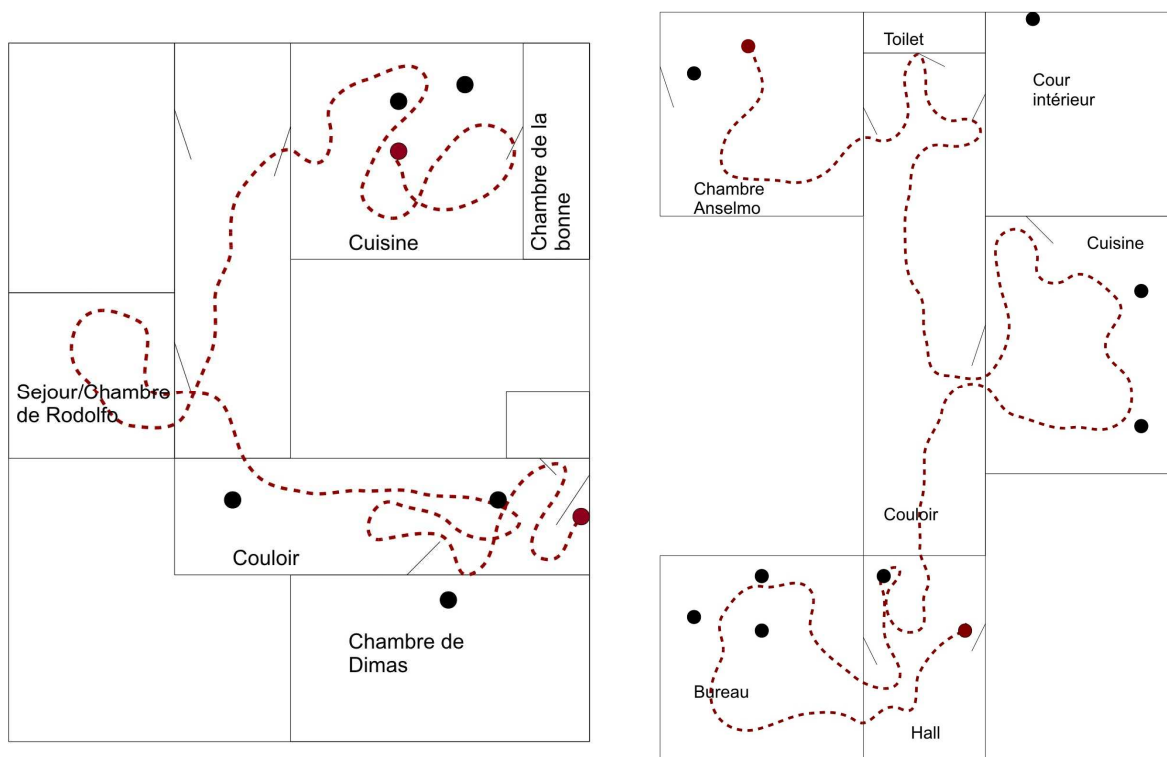 Cuisine
Chambre de la
bonne
Sejour/Chambre
de Rodolfo
Couloir
Chambre de
Dimas
Toilet
Cour
intérieur
Chambre
Anselmo
Cuisine
Couloir
Bureau
Hall